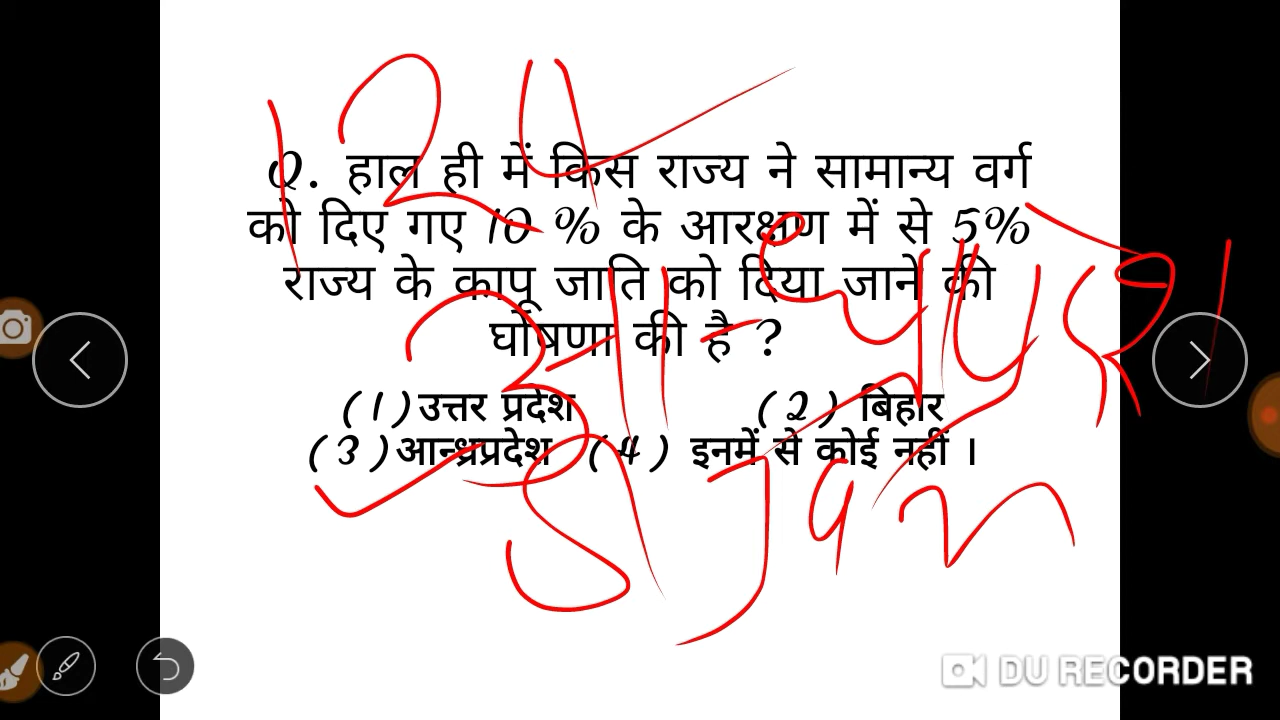 124
Q. हाल ही में किस राज्य ने सामान्य वर्ग
को दिए गए 10 % के आरक्षण में से 5%
राज्य के कापू जाति को दिया जाने की
घोषणा की है ?
(1)उत्तर प्रदेश (2) बिहार
(3)आन्ध्रप्रदेश (4) इनमें से कोई नहीं ।
DU RECORDER